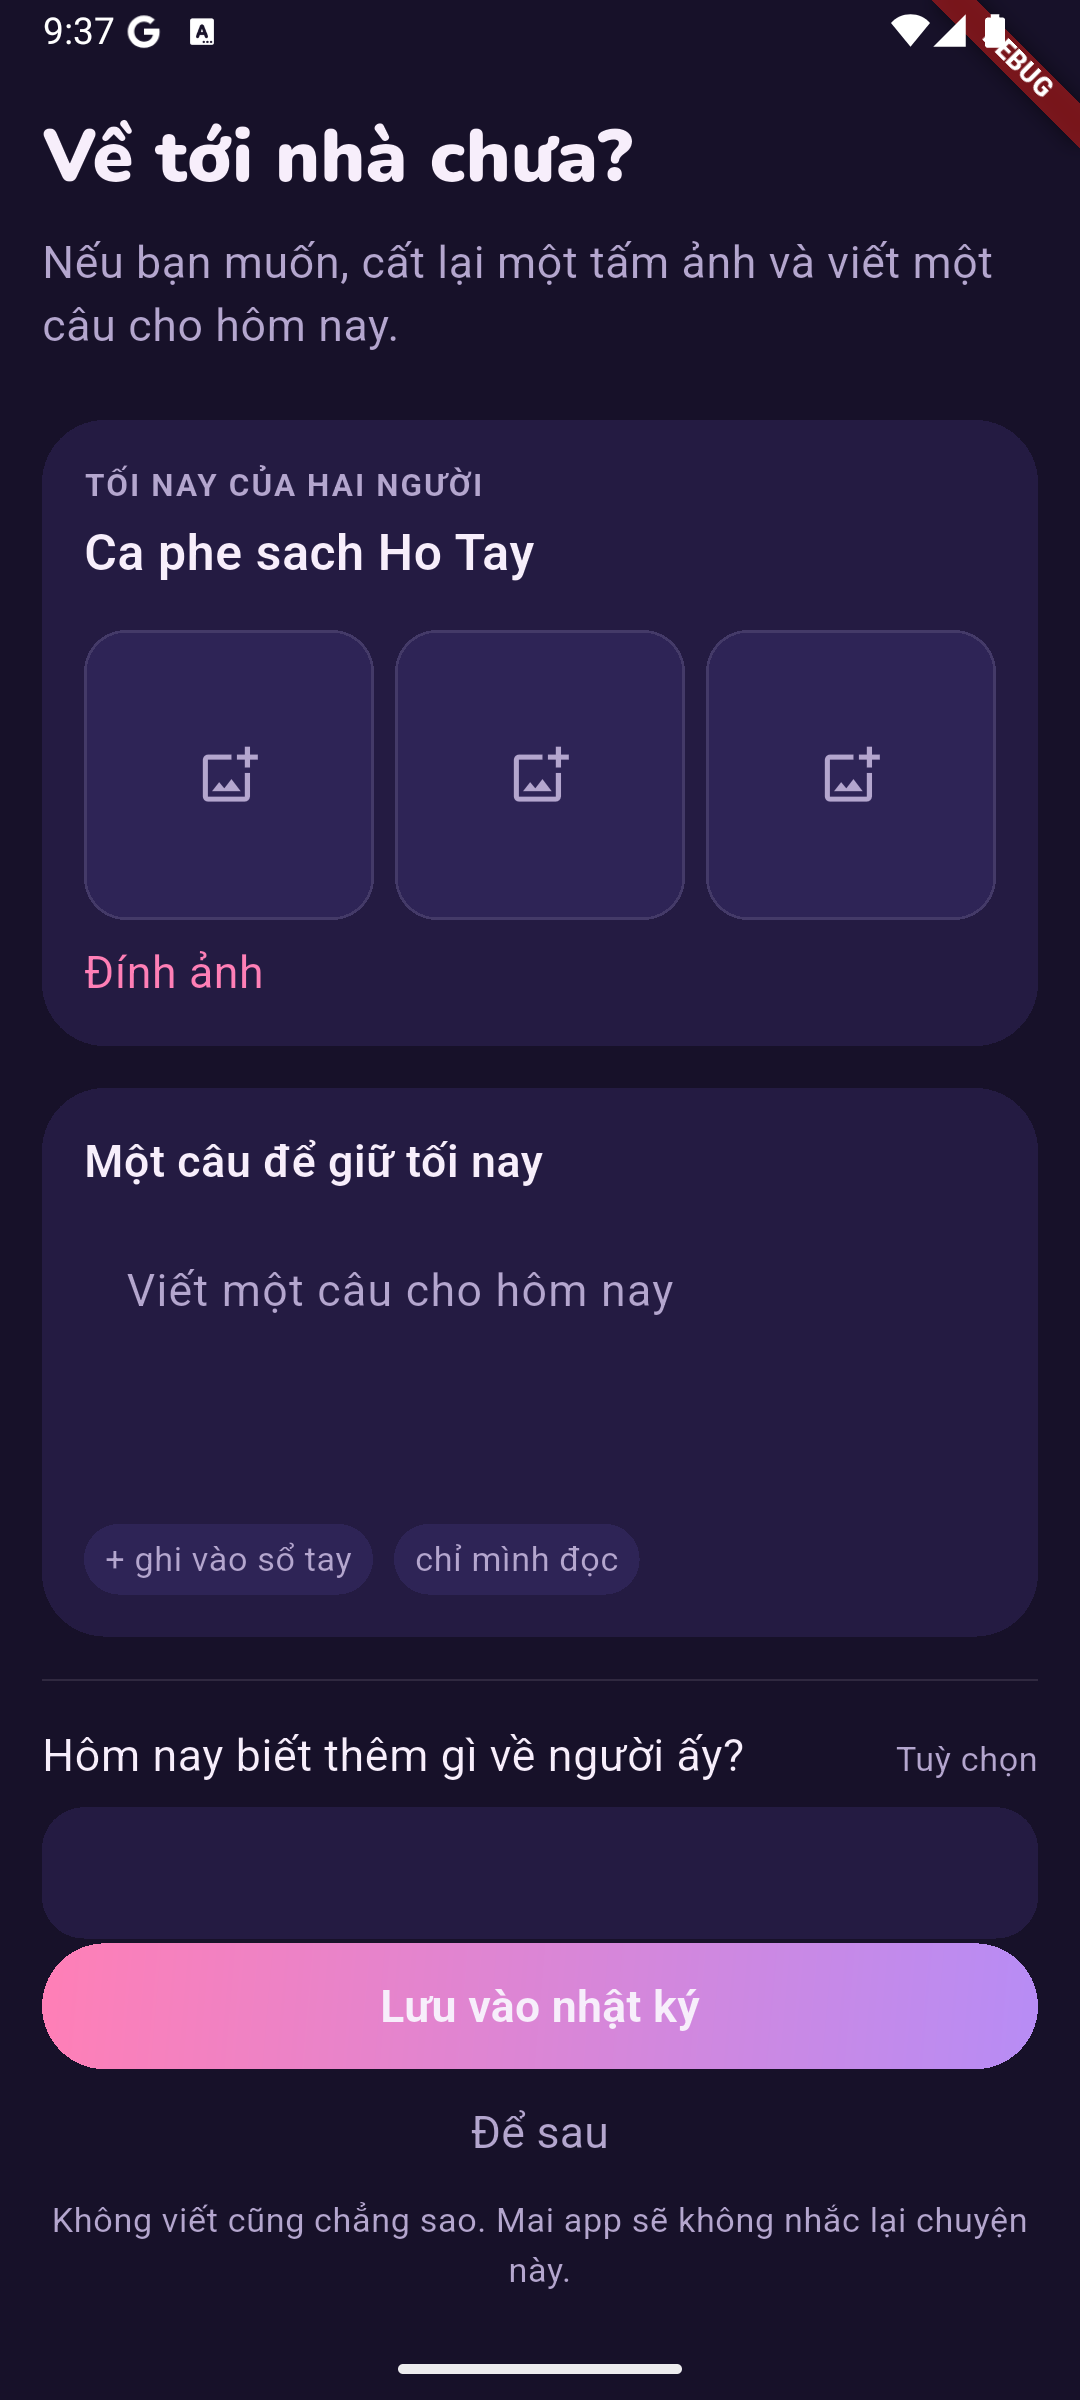 9:37
DEBUG
Về tới nhà chưa?
Nếu bạn muốn, cất lại một tấm ảnh và viết một
câu cho hôm nay.
TỐI NAY CỦA HAI NGƯỜI
Ca phe sach Ho Tay
Đính ảnh
Một câu để giữ tối nay
Viết một câu cho hôm nay
+ ghi vào sổ tay
chỉ mình đọc
Hôm nay biết thêm gì về người ấy?
Tuỳ chọn
Lưu vào nhật ký
Để sau
Không viết cũng chẳng sao. Mai app sẽ không nhắc lại chuyện
này.